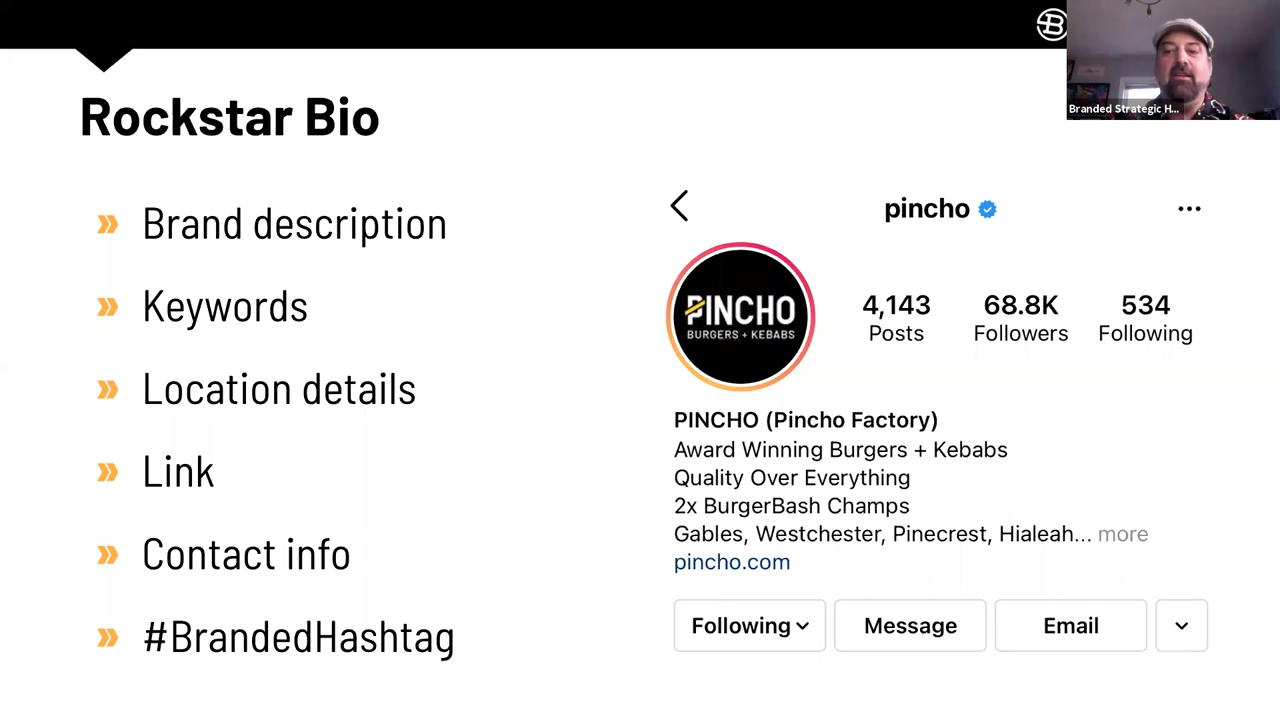 B
Branded Strategic H...
Rockstar Bio
» Brand description
» Keywords
» Location details
» Link
» Contact info
» #BrandedHashtag
pincho
...
PINCHO
BURGERS + KEBABS
4,143 68.8K 534
Posts Followers Following
PINCHO (Pincho Factory)
Award Winning Burgers + Kebabs
Quality Over Everything
2x BurgerBash Champs
Gables, Westchester, Pinecrest, Hialeah... more
pincho.com
Following Message Email